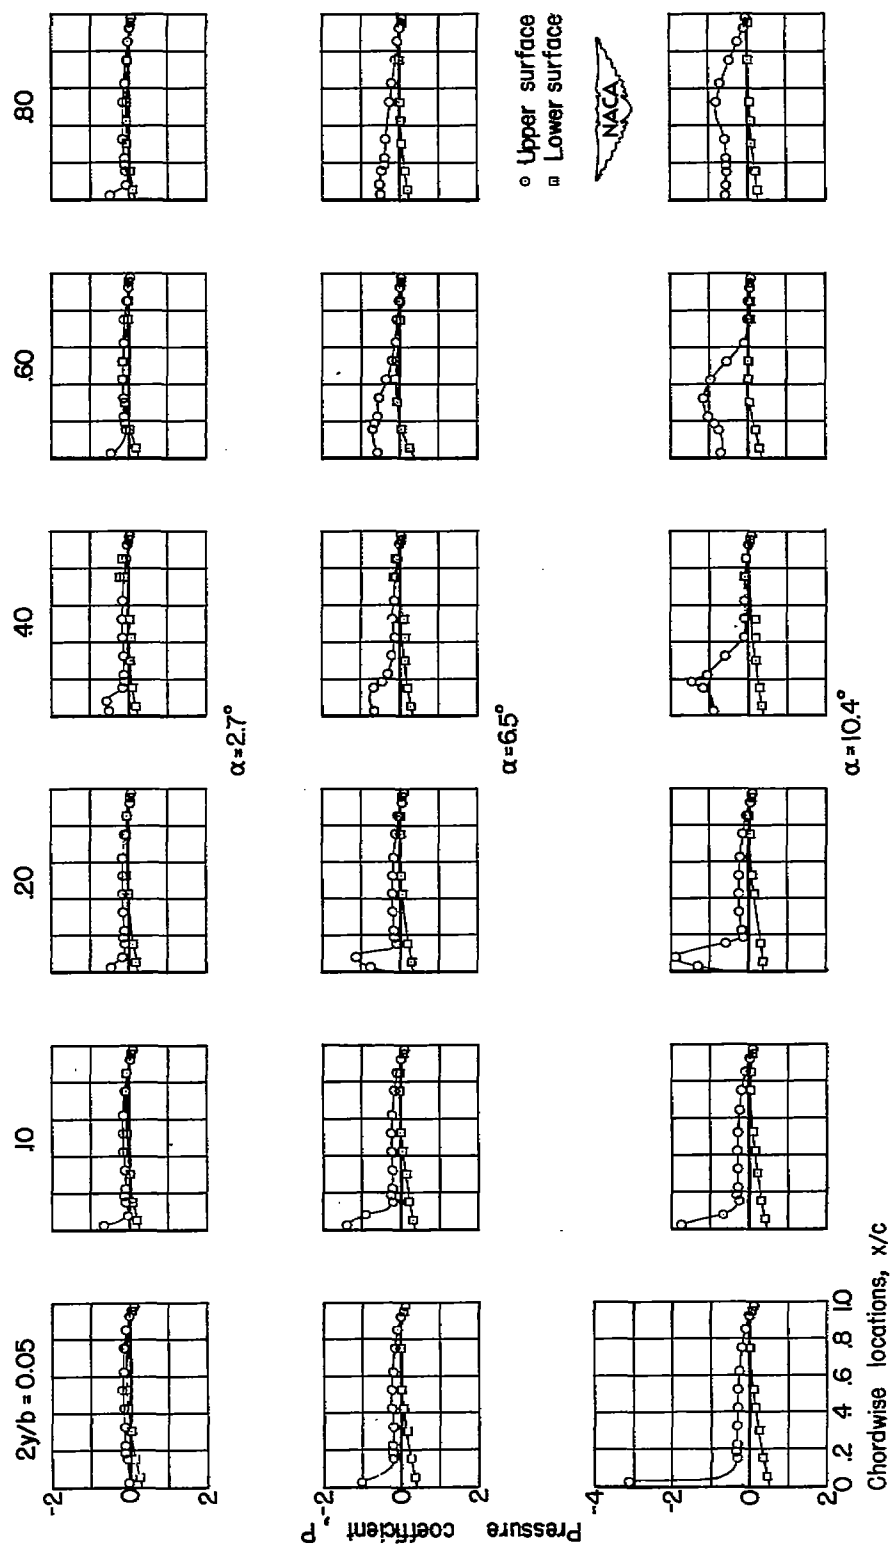 2y/b = 0.05
.10
.20
.40
.60
.80
-2
0
2
α=2.7°
-2
0
2
α=6.5°
Upper surface
Lower surface
NACA
-4
-2
0
2
α=10.4°
Pressure
coefficient, P
0 .2 .4 .6 .8 1.0
Chordwise locations, x/c